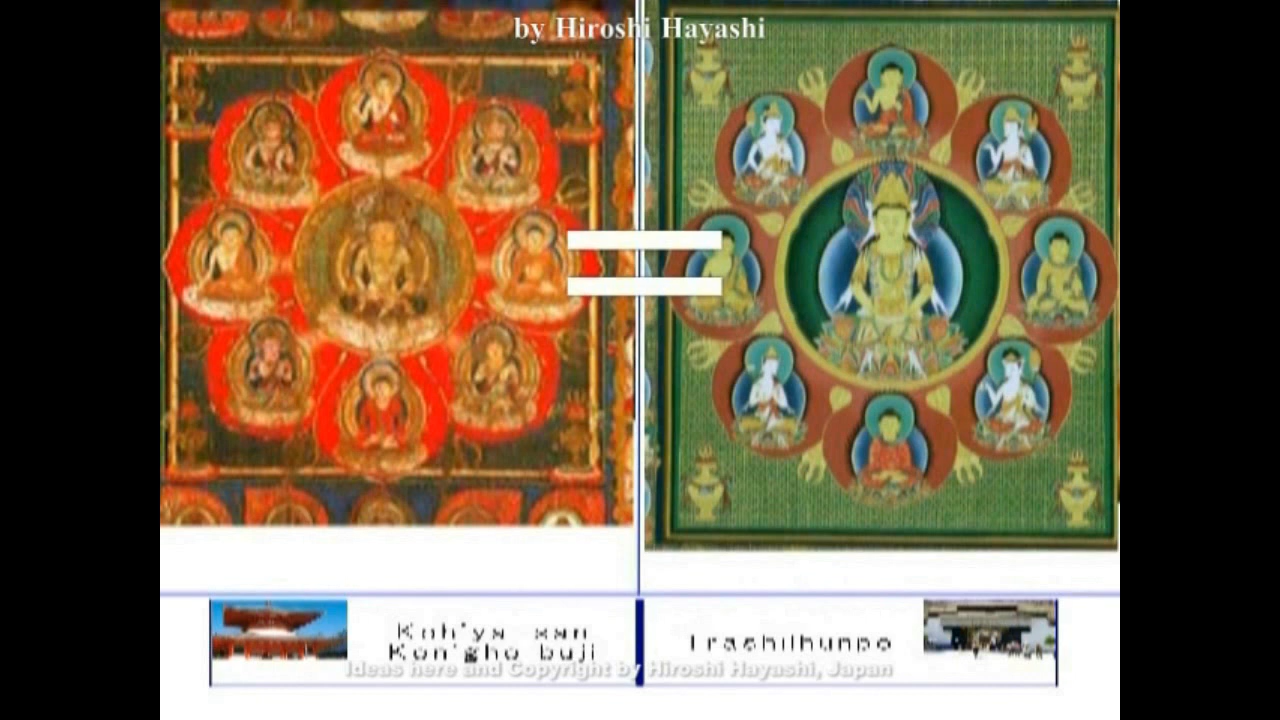 by Hiroshi Hayashi
Koh'ya san
Kon'gho buji
Trashilhunpo
Ideas here and Copyright by Hiroshi Hayashi, Japan